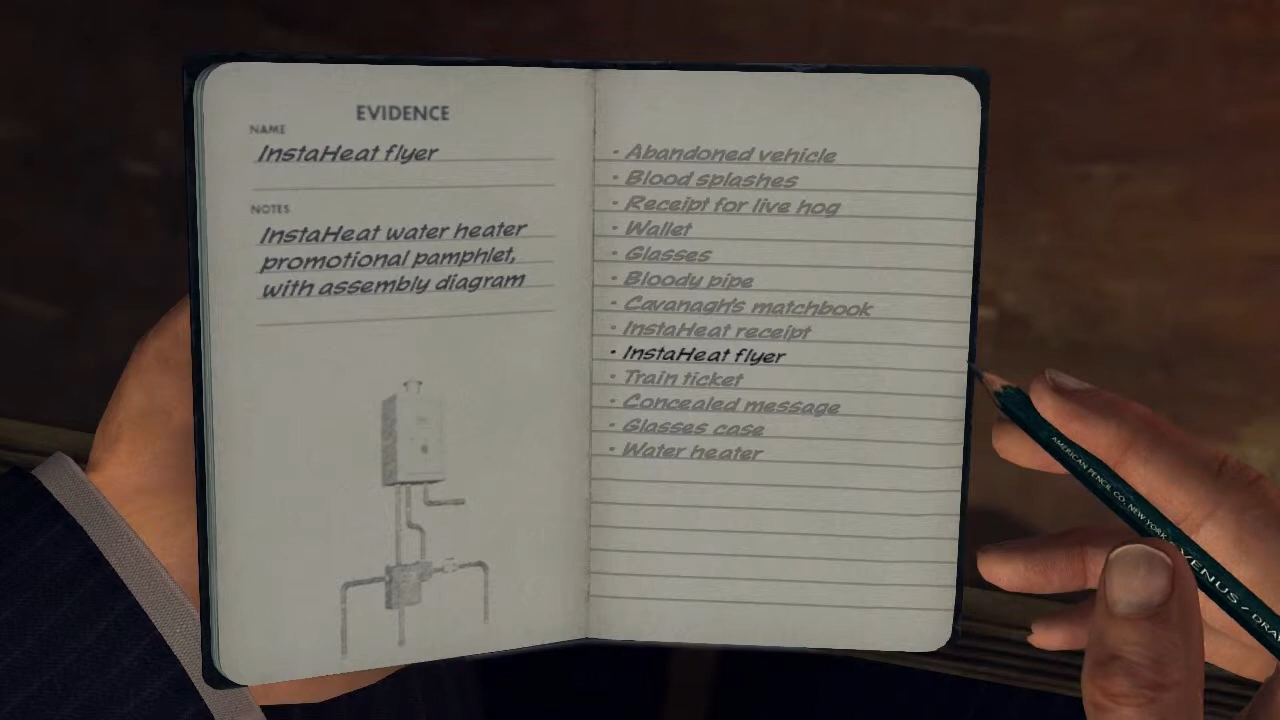 EVIDENCE
NAME
InstaHeat flyer
NOTES
InstaHeat water heater
promotional pamphlet,
with assembly diagram
· Abandoned vehicle
· Blood splashes
· Receipt for live hog
· Wallet
· Glasses
· Bloody pipe
· Cavanagh's matchbook
· InstaHeat receipt
· InstaHeat flyer
· Train ticket
· Concealed message
· Glasses case
· Water heater
AMERICAN PENCIL CO. NEW YORK
VENUS / DRA